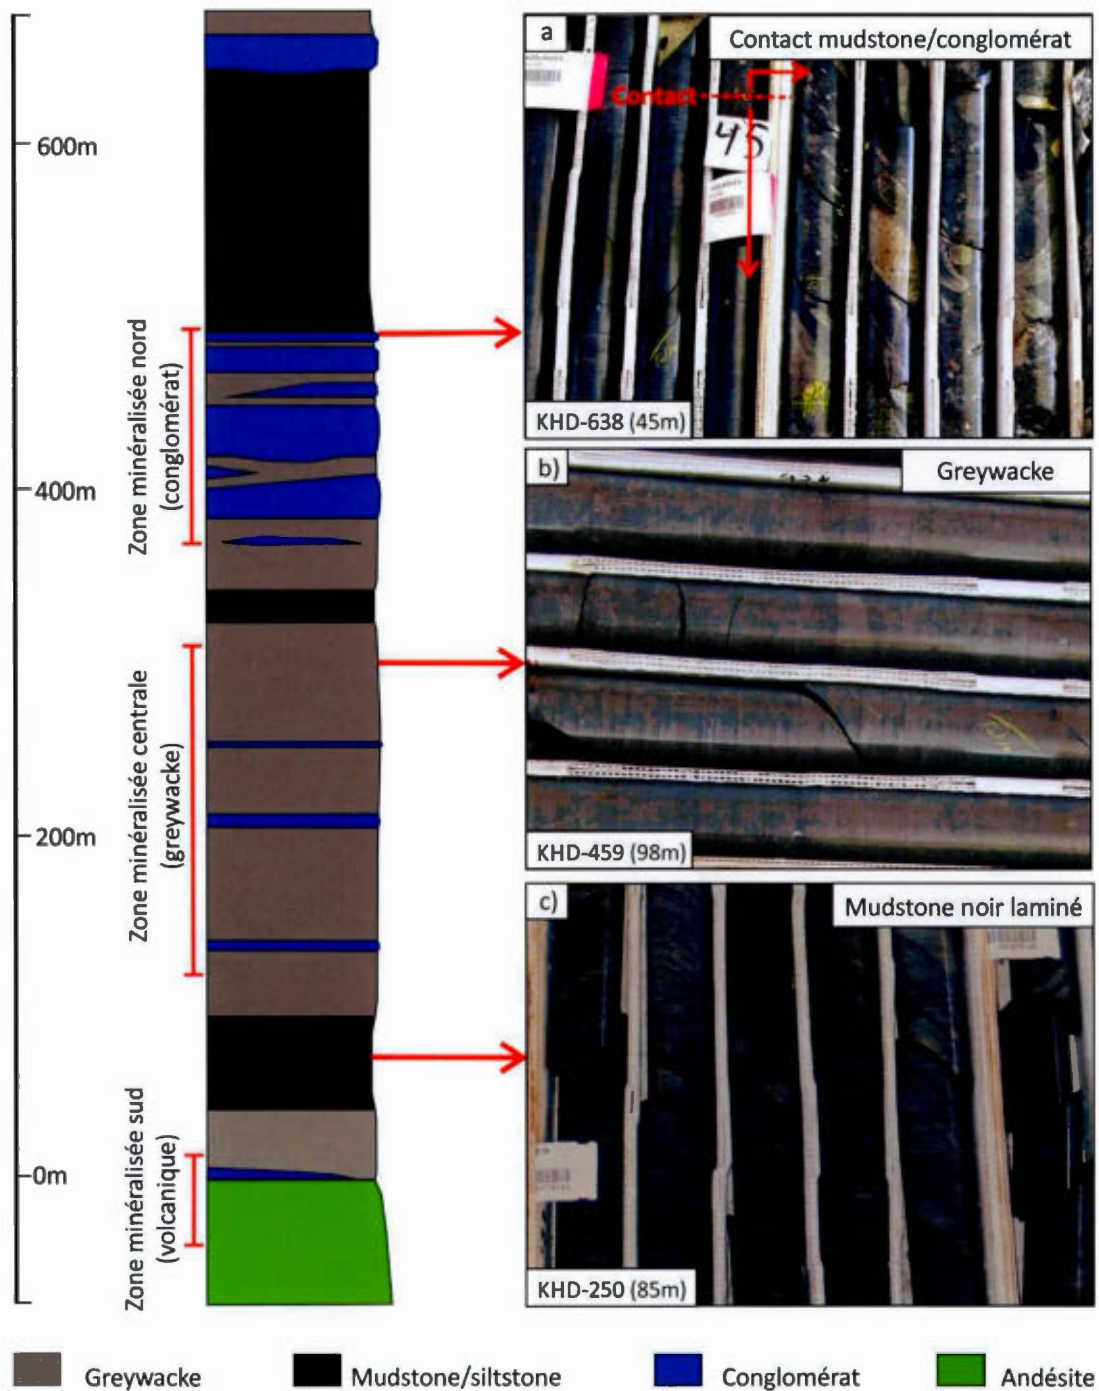 600m
400m
200m
0m
Zone minéralisée nord
(conglomérat)
Zone minéralisée centrale
(greywacke)
Zone minéralisée sud
(volcanique)
a
Contact mudstone/conglomérat
Contact
45
KHD-638 (45m)
b)
Greywacke
KHD-459 (98m)
c)
Mudstone noir laminé
KHD-250 (85m)
Greywacke
Mudstone/siltstone
Conglomérat
Andésite